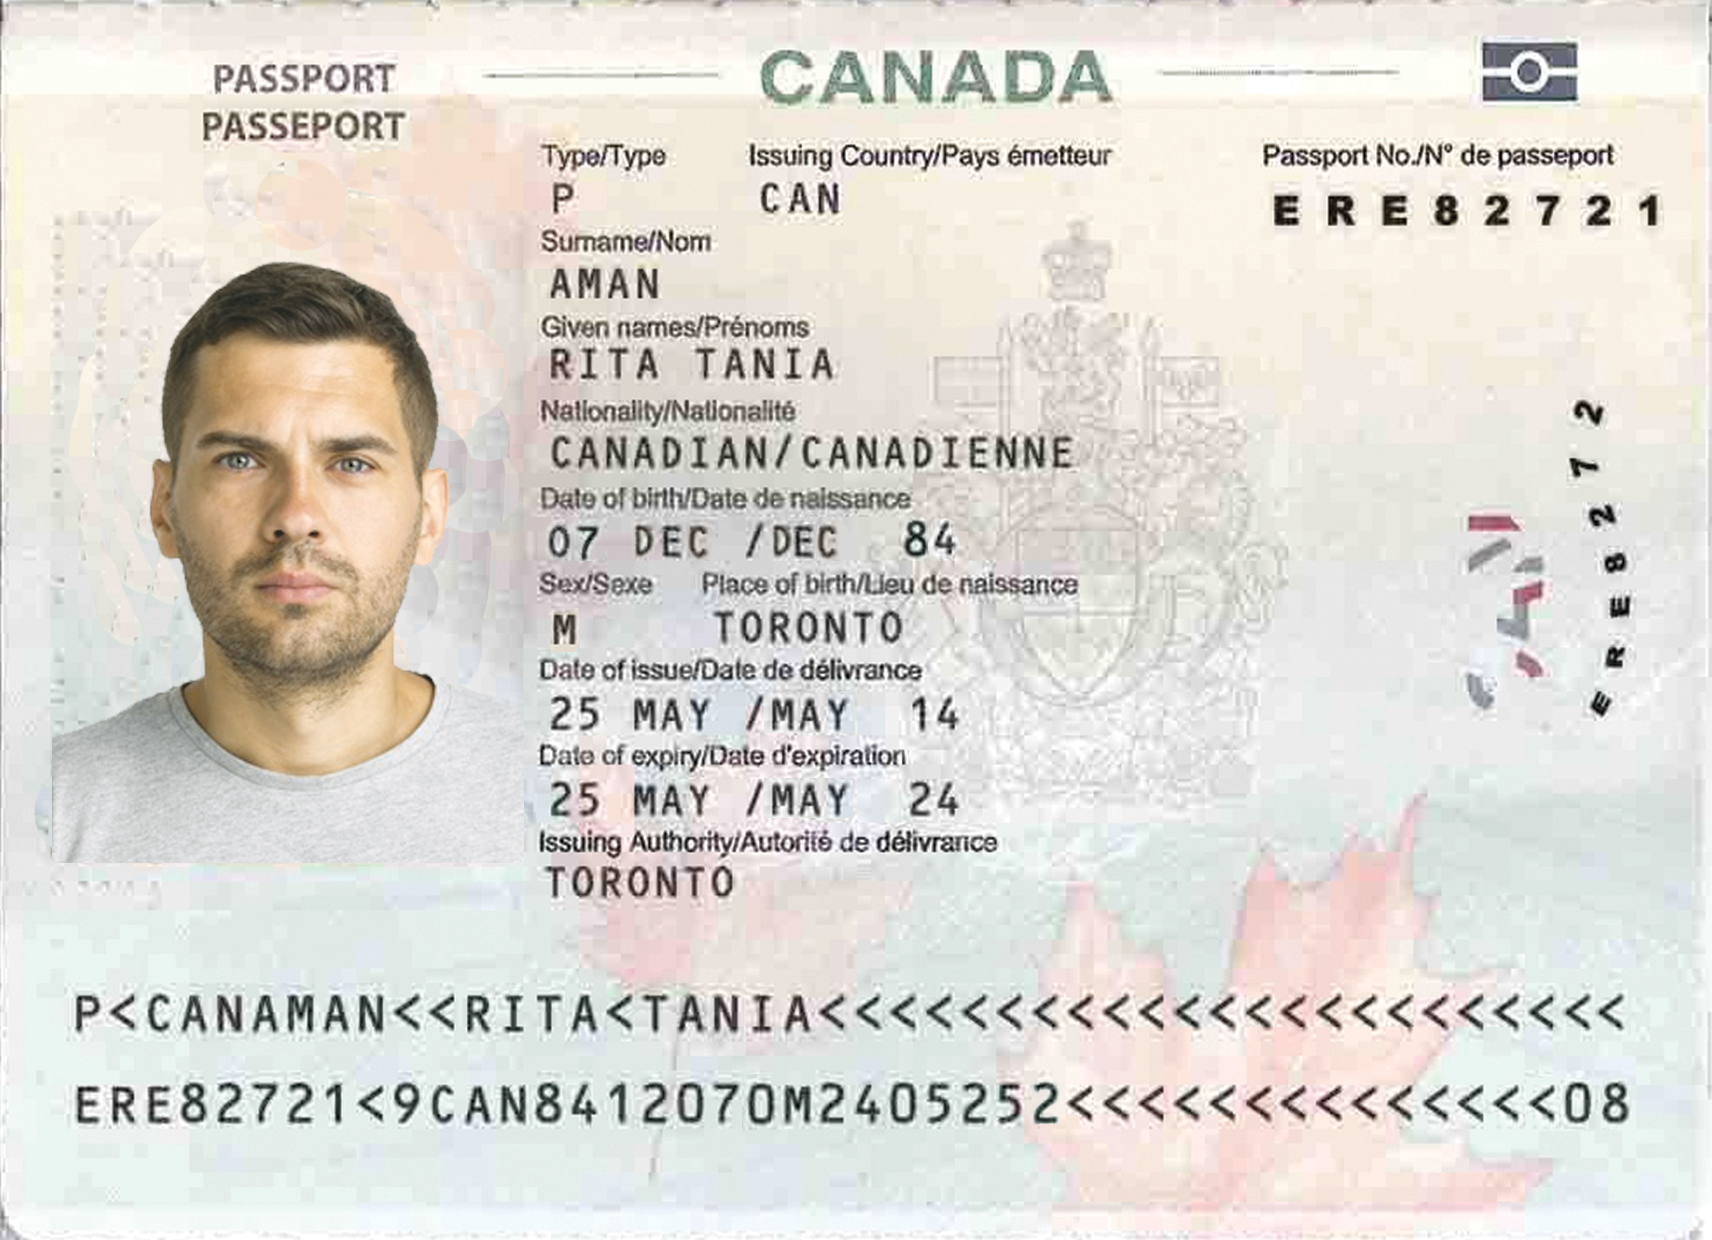 PASSPORT
PASSEPORT
CANADA
Type/Type Issuing Country/Pays émetteur Passport No./N° de passeport
P CAN ERE82721
Surname/Nom
AMAN
Given names/Prénoms
RITA TANIA
Nationality/Nationalité
CANADIAN/CANADIENNE
Date of birth/Date de naissance
07 DEC /DEC 84
Sex/Sexe Place of birth/Lieu de naissance
M TORONTO
Date of issue/Date de délivrance
25 MAY /MAY 14
Date of expiry/Date d'expiration
25 MAY /MAY 24
Issuing Authority/Autorité de délivrance
TORONTO
ERE8272
P<CANAMAN<<RITA<TANIA<<<<<<<<<<<<<<<<<<<<<<<
ERE82721<9CAN8412070M2405252<<<<<<<<<<<<<<08